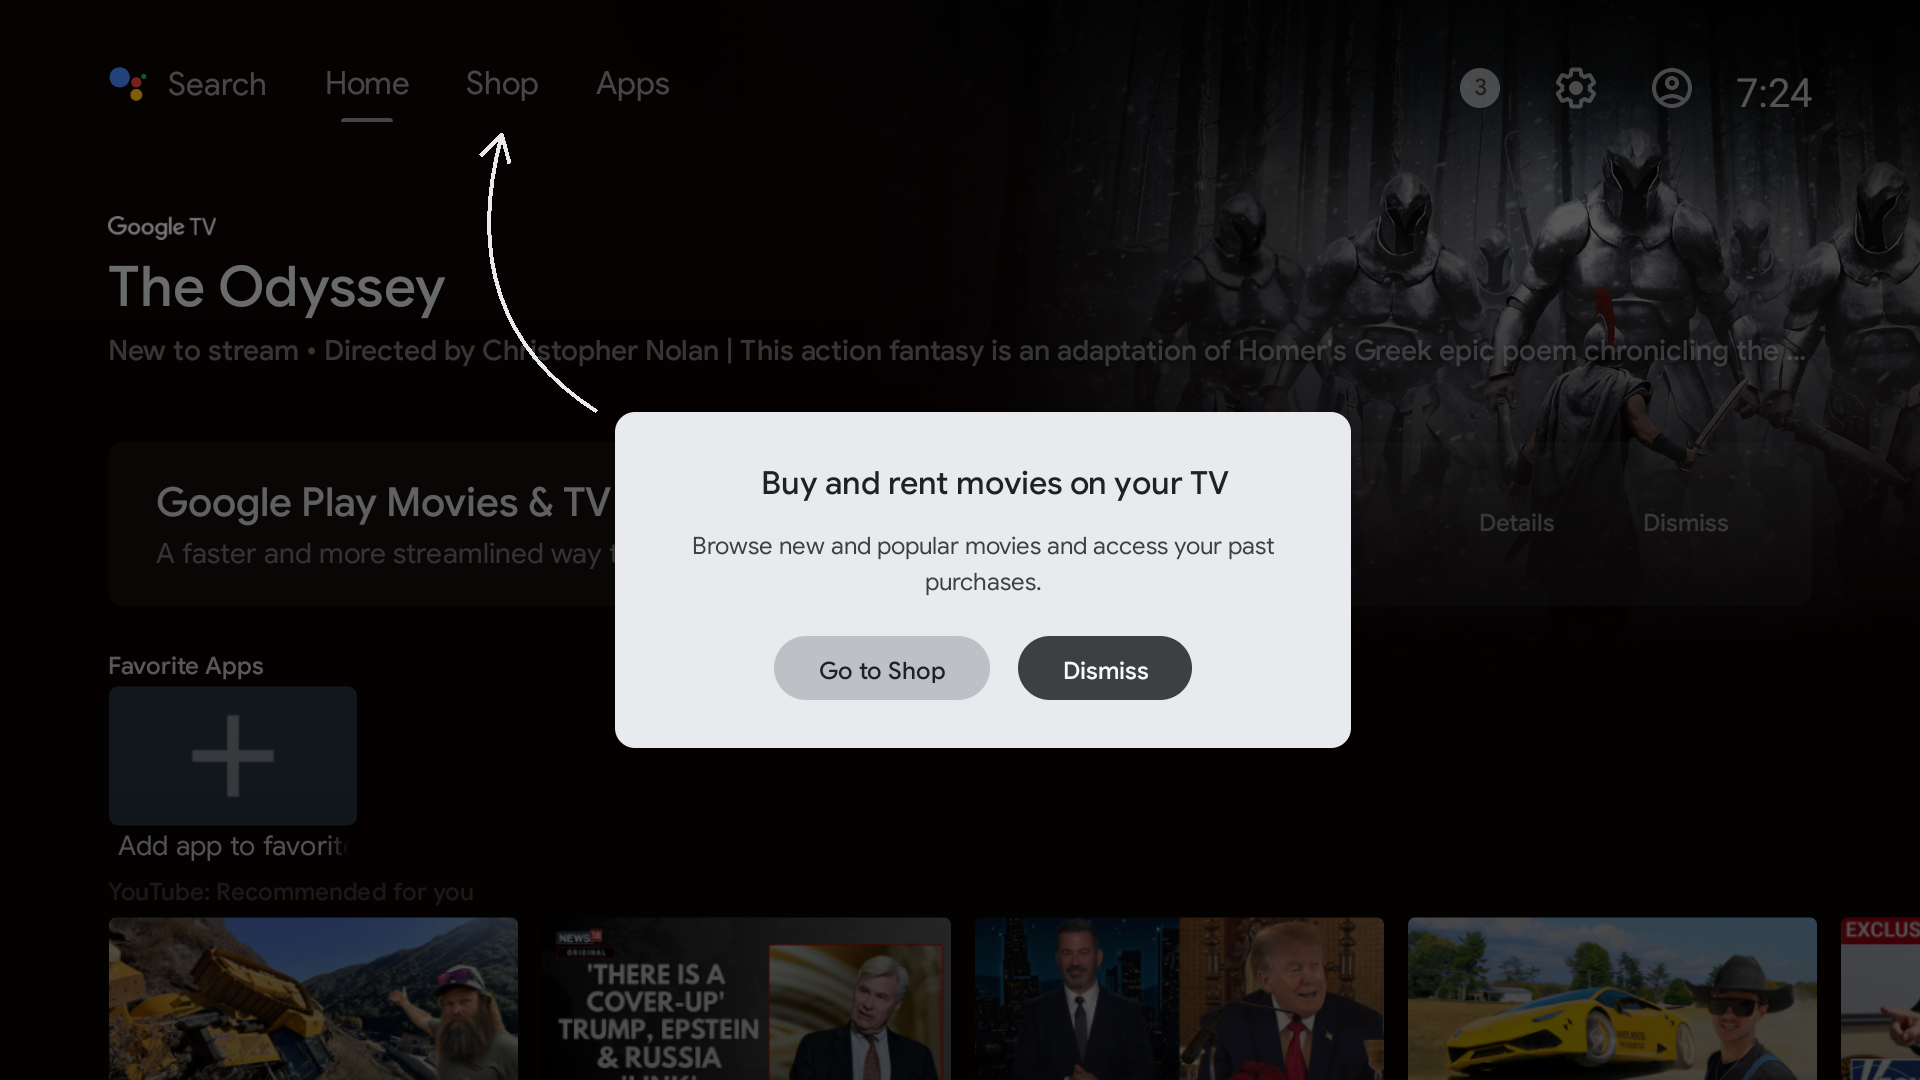 Search Home Shop Apps 3 7:24
Google TV
The Odyssey
New to stream • Directed by Christopher Nolan | This action fantasy is an adaptation of Homer's Greek epic poem chronicling the ...
Google Play Movies & TV
A faster and more streamlined way
Details Dismiss
Buy and rent movies on your TV
Browse new and popular movies and access your past
purchases.
Go to Shop Dismiss
Favorite Apps
Add app to favorite
YouTube: Recommended for you
NEWS 18
ORIGINAL
'THERE IS A
COVER-UP'
TRUMP, EPSTEIN
& RUSSIA
EXCLUS